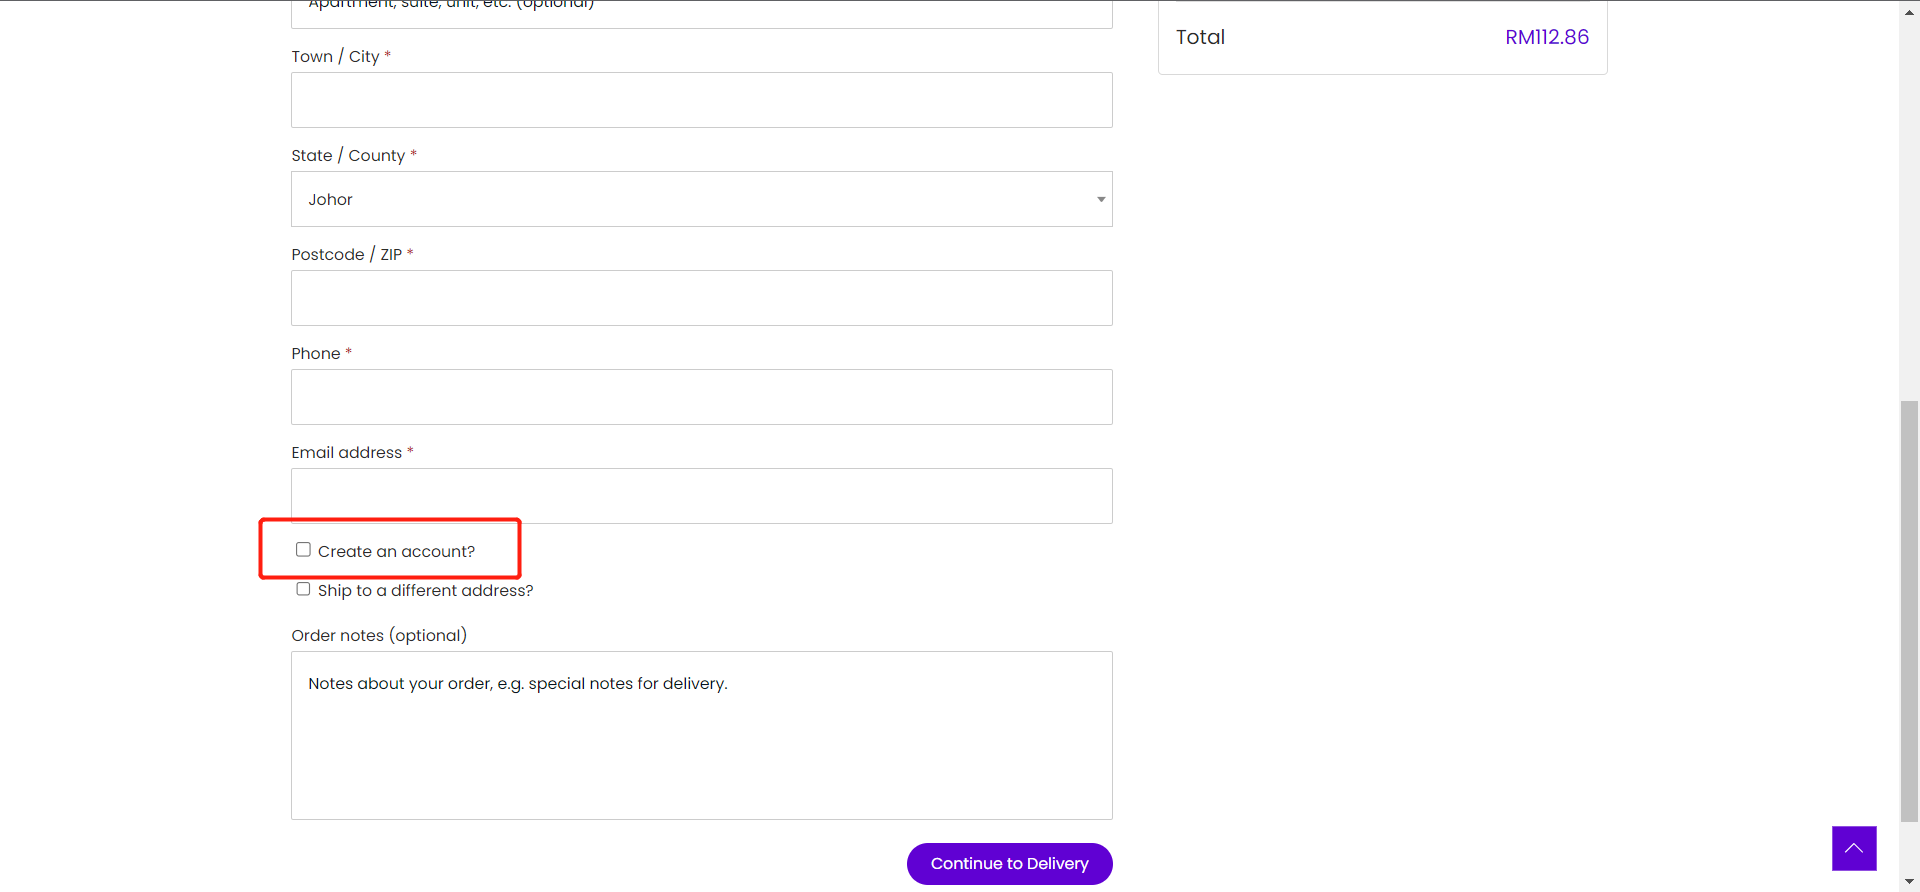 Apartment, suite, unit, etc. (optional)
Total
RM112.86
Town / City *
State / County *
Johor
Postcode / ZIP *
Phone *
Email address *
Create an account?
Ship to a different address?
Order notes (optional)
Notes about your order, e.g. special notes for delivery.
Continue to Delivery